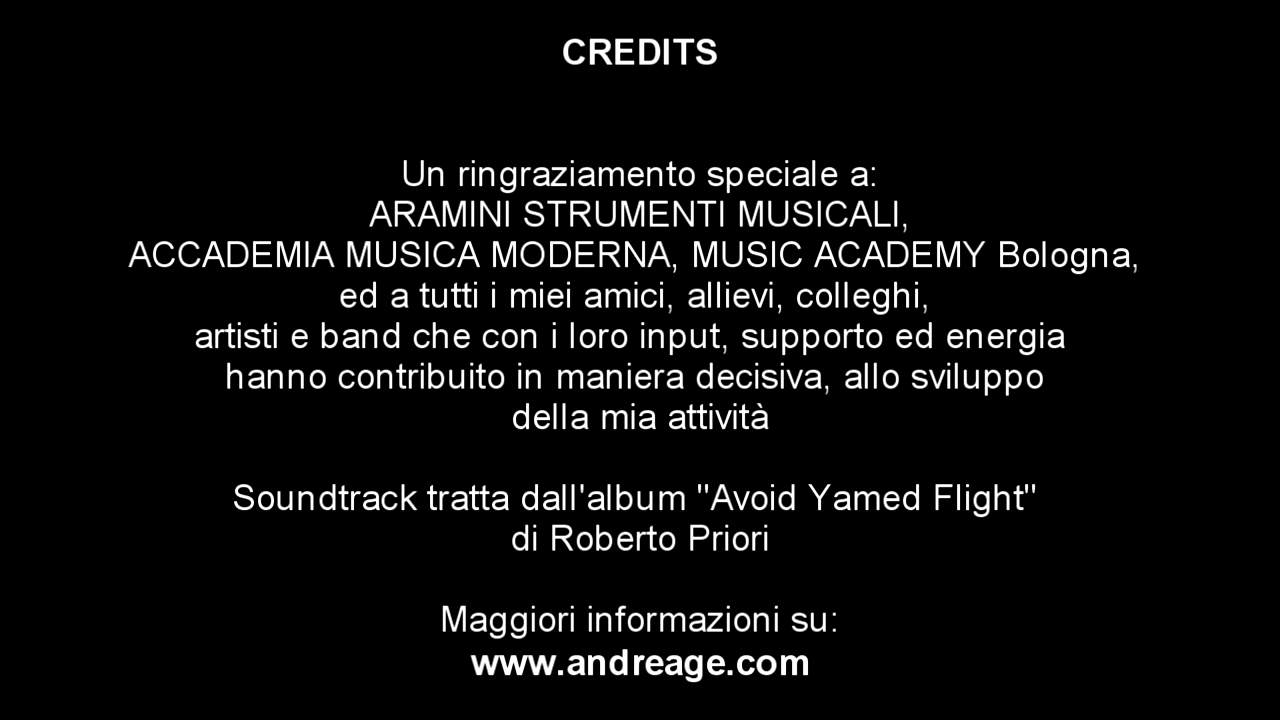 CREDITS
Un ringraziamento speciale a:
ARAMINI STRUMENTI MUSICALI,
ACCADEMIA MUSICA MODERNA, MUSIC ACADEMY Bologna,
ed a tutti i miei amici, allievi, colleghi,
artisti e band che con i loro input, supporto ed energia
hanno contribuito in maniera decisiva, allo sviluppo
della mia attività
Soundtrack tratta dall'album "Avoid Yamed Flight"
di Roberto Priori
Maggiori informazioni su:
www.andreage.com